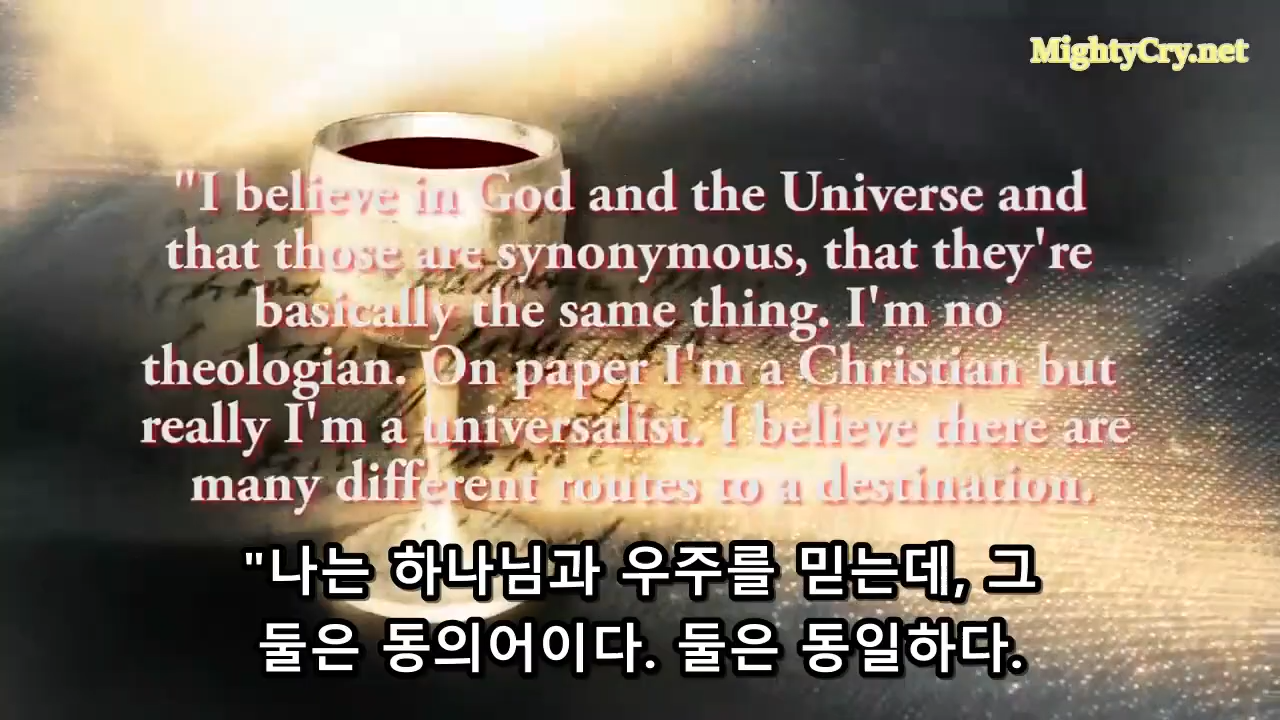 MightyCry.net
"I believe in God and the Universe and
that those are synonymous, that they're
basically the same thing. I'm no
theologian. On paper I'm a Christian but
really I'm a universalist. I believe there are
many different routes to a destination.
"나는 하나님과 우주를 믿는데, 그
둘은 동의어이다. 둘은 동일하다.